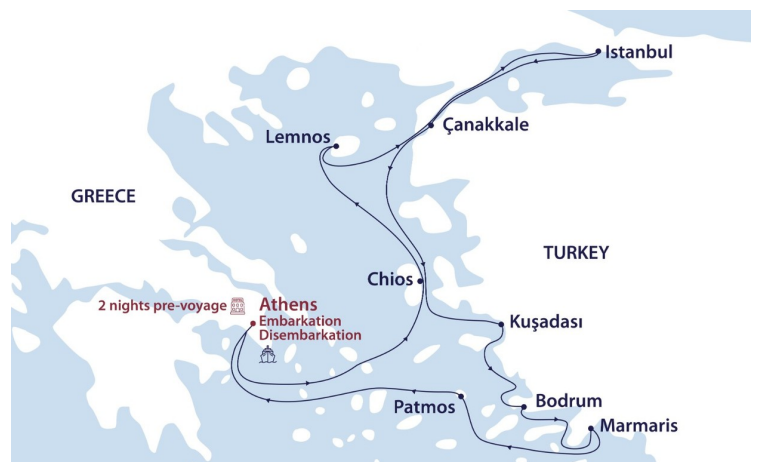 Istanbul
Çanakkale
Lemnos
GREECE
TURKEY
Chios
2 nights pre-voyage
Athens
Embarkation
Disembarkation
Kuşadası
Patmos
Bodrum
Marmaris